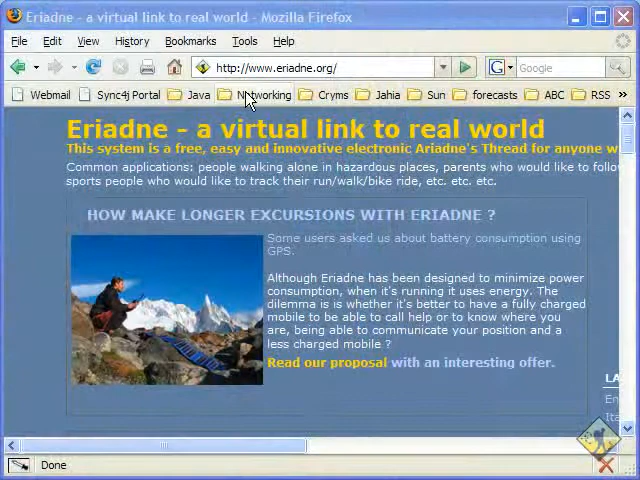 Eriadne - a virtual link to real world - Mozilla Firefox
File Edit View History Bookmarks Tools Help
http://www.eriadne.org/ G Google
Webmail Sync4j Portal Java Networking Cryms Jahia Sun forecasts ABC RSS »
Eriadne - a virtual link to real world
This system is a free, easy and innovative electronic Ariadne's Thread for anyone w
Common applications: people walking alone in hazardous places, parents who would like to follow
sports people who would like to track their run/walk/bike ride, etc. etc. etc.
HOW MAKE LONGER EXCURSIONS WITH ERIADNE ?
Some users asked us about battery consumption using
GPS.
Although Eriadne has been designed to minimize power
consumption, when it's running it uses energy. The
dilemma is is whether it's better to have a fully charged
mobile to be able to call help or to know where you
are, being able to communicate your position and a
less charged mobile ?
Read our proposal with an interesting offer.
LA
En
Ita
Done